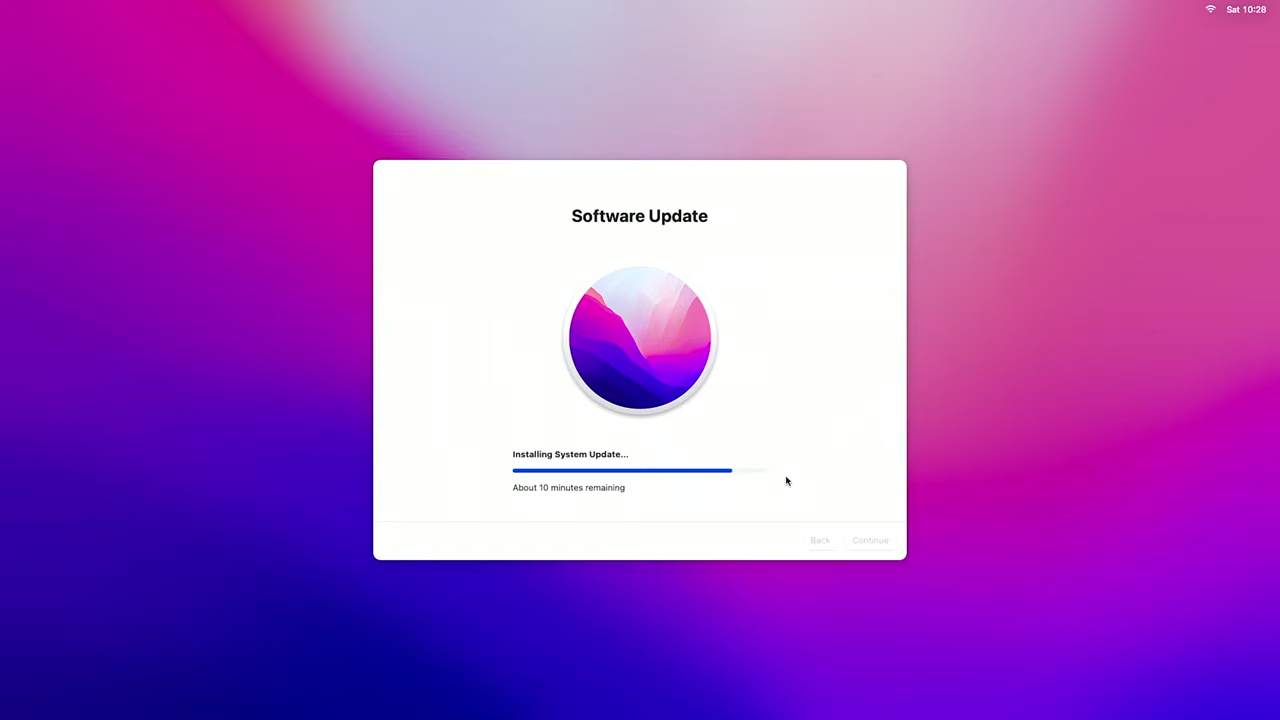 Sat 10:28
Software Update
Installing System Update...
About 10 minutes remaining
Back
Continue